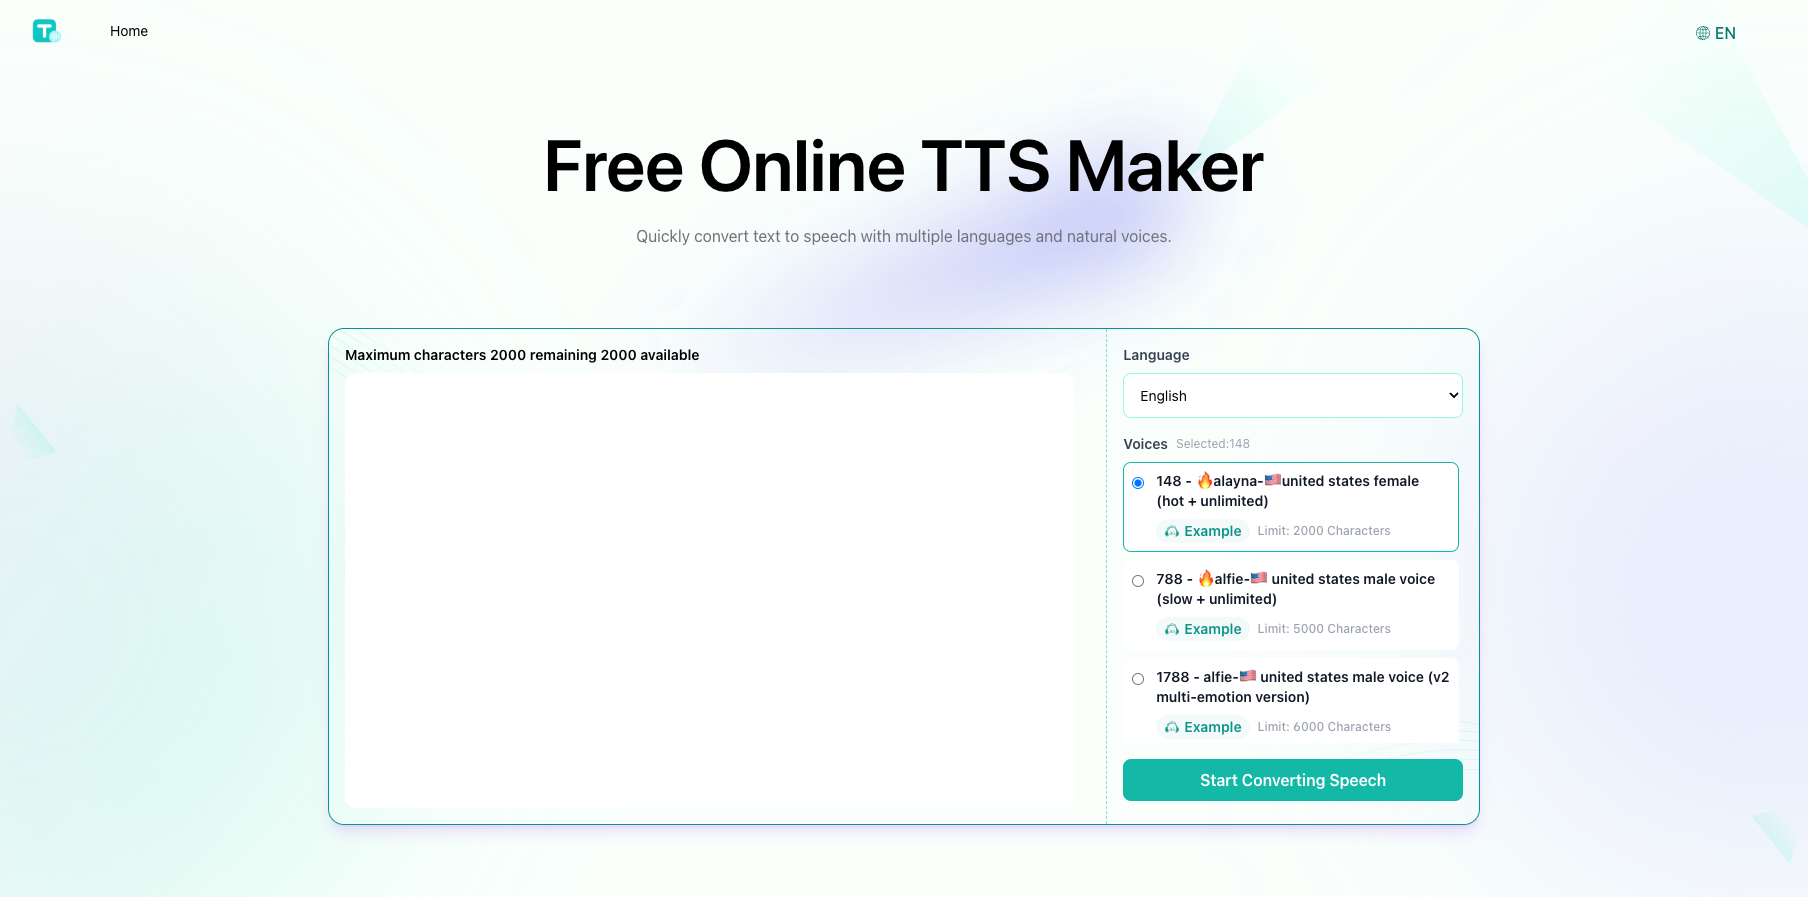 T
Home
EN
Free Online TTS Maker
Quickly convert text to speech with multiple languages and natural voices.
Maximum characters 2000 remaining 2000 available
Language
English
Voices Selected:148
148 - 🔥alayna-🇺🇸united states female
(hot + unlimited)
Example Limit: 2000 Characters
788 - 🔥alfie-🇺🇸 united states male voice
(slow + unlimited)
Example Limit: 5000 Characters
1788 - alfie-🇺🇸 united states male voice (v2
multi-emotion version)
Example Limit: 6000 Characters
Start Converting Speech